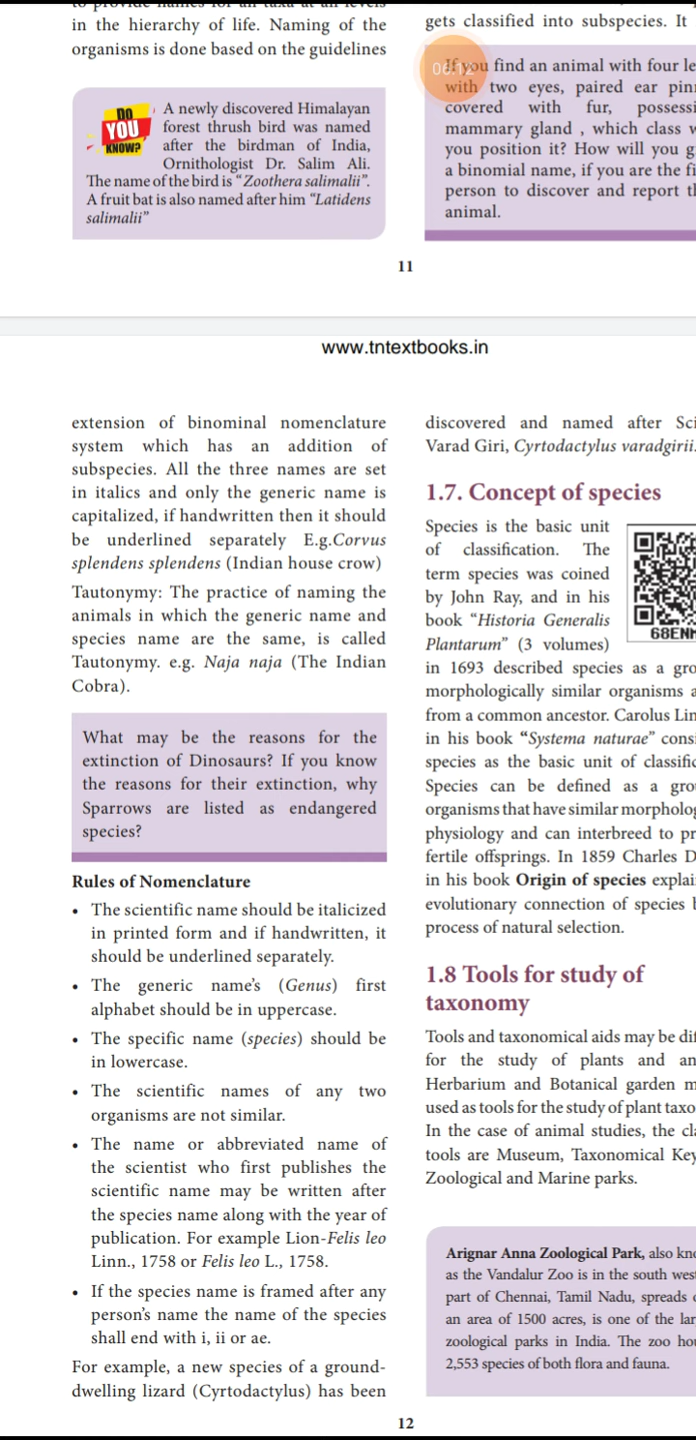 in the hierarchy of life. Naming of the
organisms is done based on the guidelines
DO
YOU
KNOW?
A newly discovered Himalayan
forest thrush bird was named
after the birdman of India,
Ornithologist Dr. Salim Ali.
The name of the bird is “Zoothera salimalii”.
A fruit bat is also named after him “Latidens
salimalii”
gets classified into subspecies. It
06:12
If you find an animal with four
with two eyes, paired ear
covered with fur,
mammary gland , which class
you position it? How will you
a binomial name, if you are the
person to discover and report
animal.
11
www.tntextbooks.in
extension of binominal nomenclature
system which has an addition of
subspecies. All the three names are set
in italics and only the generic name is
capitalized, if handwritten then it should
be underlined separately E.g.Corvus
splendens splendens (Indian house crow)
Tautonymy: The practice of naming the
animals in which the generic name and
species name are the same, is called
Tautonymy. e.g. Naja naja (The Indian
Cobra).
What may be the reasons for the
extinction of Dinosaurs? If you know
the reasons for their extinction, why
Sparrows are listed as endangered
species?
Rules of Nomenclature
• The scientific name should be italicized
in printed form and if handwritten, it
should be underlined separately.
• The generic name’s (Genus) first
alphabet should be in uppercase.
• The specific name (species) should be
in lowercase.
• The scientific names of any two
organisms are not similar.
• The name or abbreviated name of
the scientist who first publishes the
scientific name may be written after
the species name along with the year of
publication. For example Lion-Felis leo
Linn., 1758 or Felis leo L., 1758.
• If the species name is framed after any
person’s name the name of the species
shall end with i, ii or ae.
For example, a new species of a ground-
dwelling lizard (Cyrtodactylus) has been
discovered and named after
Varad Giri, Cyrtodactylus varadgirii.
1.7. Concept of species
Species is the basic unit
of classification. The
term species was coined
by John Ray, and in his
book “Historia Generalis
Plantarum” (3 volumes)
68ENH
in 1693 described species as a
morphologically similar organisms
from a common ancestor. Carolus
in his book “Systema naturae”
species as the basic unit of
Species can be defined as a
organisms that have similar
physiology and can interbreed to
fertile offsprings. In 1859 Charles
in his book Origin of species
evolutionary connection of species
process of natural selection.
1.8 Tools for study of
taxonomy
Tools and taxonomical aids may be
for the study of plants and
Herbarium and Botanical garden
used as tools for the study of plant
In the case of animal studies, the
tools are Museum, Taxonomical
Zoological and Marine parks.
Arignar Anna Zoological Park, also
as the Vandalur Zoo is in the south
part of Chennai, Tamil Nadu, spreads
an area of 1500 acres, is one of the
zoological parks in India. The zoo
2,553 species of both flora and fauna.
12